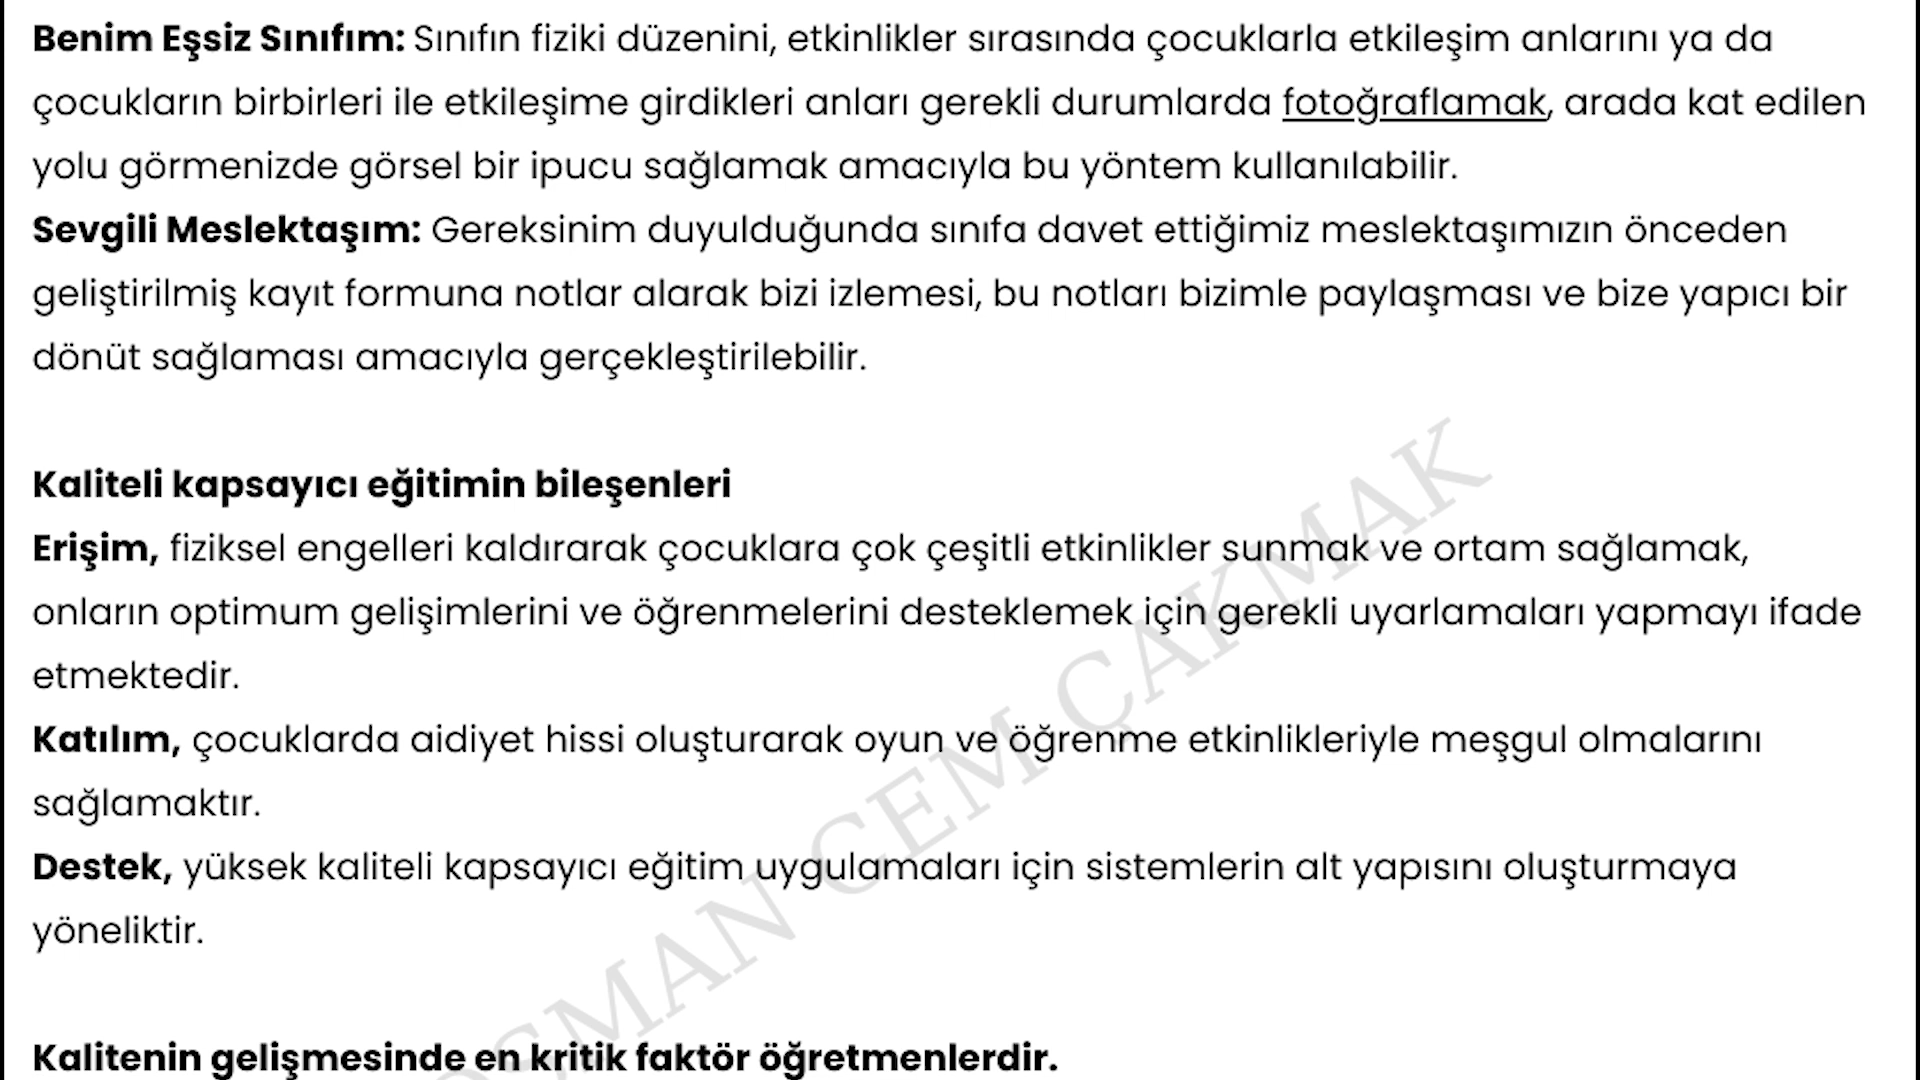 Benim Eşsiz Sınıfım: Sınıfın fiziki düzenini, etkinlikler sırasında çocuklarla etkileşim anlarını ya da
çocukların birbirleri ile etkileşime girdikleri anları gerekli durumlarda fotoğraflamak, arada kat edilen
yolu görmenizde görsel bir ipucu sağlamak amacıyla bu yöntem kullanılabilir.
Sevgili Meslektaşım: Gereksinim duyulduğunda sınıfa davet ettiğimiz meslektaşımızın önceden
geliştirilmiş kayıt formuna notlar alarak bizi izlemesi, bu notları bizimle paylaşması ve bize yapıcı bir
dönüt sağlaması amacıyla gerçekleştirilebilir.
Kaliteli kapsayıcı eğitimin bileşenleri
Erişim, fiziksel engelleri kaldırarak çocuklara çok çeşitli etkinlikler sunmak ve ortam sağlamak,
onların optimum gelişimlerini ve öğrenmelerini desteklemek için gerekli uyarlamaları yapmayı ifade
etmektedir.
Katılım, çocuklarda aidiyet hissi oluşturarak oyun ve öğrenme etkinlikleriyle meşgul olmalarını
sağlamaktır.
Destek, yüksek kaliteli kapsayıcı eğitim uygulamaları için sistemlerin alt yapısını oluşturmaya
yöneliktir.
Kalitenin gelişmesinde en kritik faktör öğretmenlerdir.
OSMAN CEM ÇAKMAK